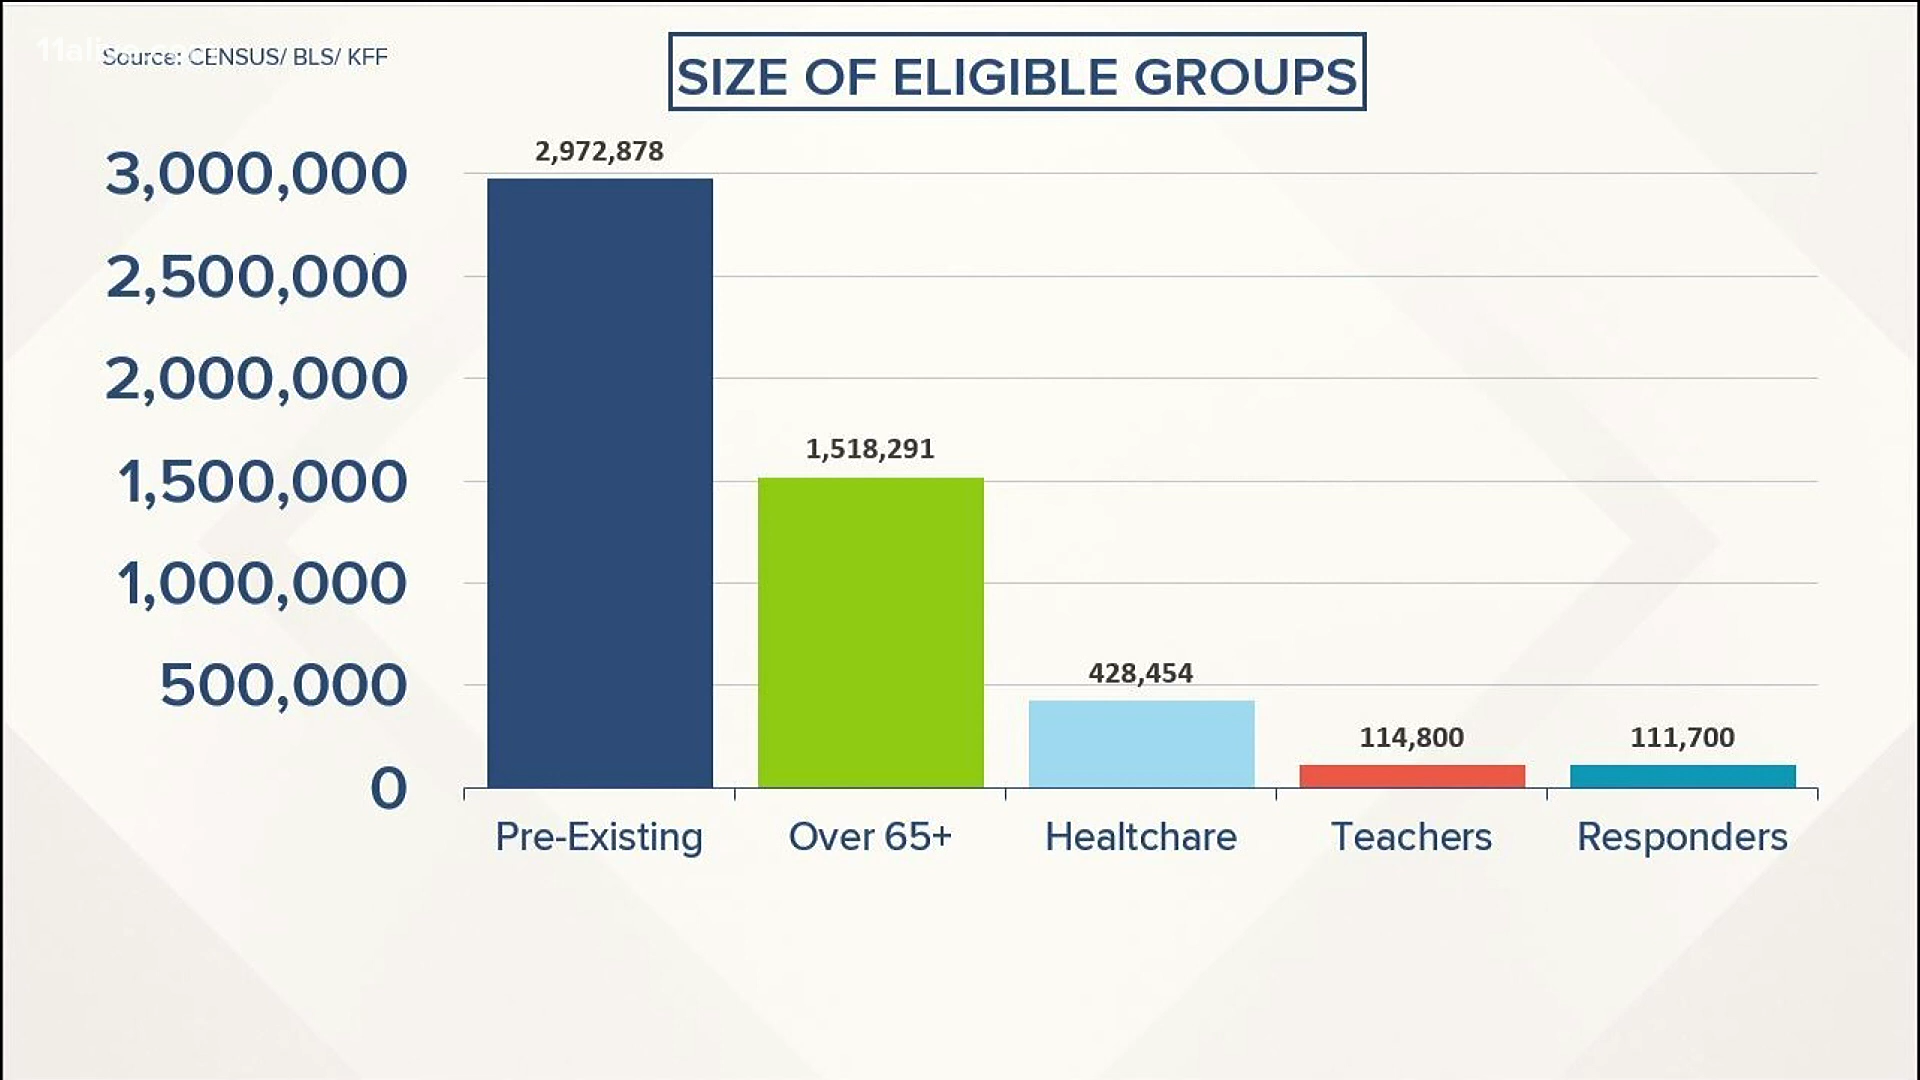 Source: CENSUS/ BLS/ KFF
SIZE OF ELIGIBLE GROUPS
3,000,000
2,500,000
2,000,000
1,500,000
1,000,000
500,000
0
2,972,878
1,518,291
428,454
114,800
111,700
Pre-Existing
Over 65+
Healtchare
Teachers
Responders